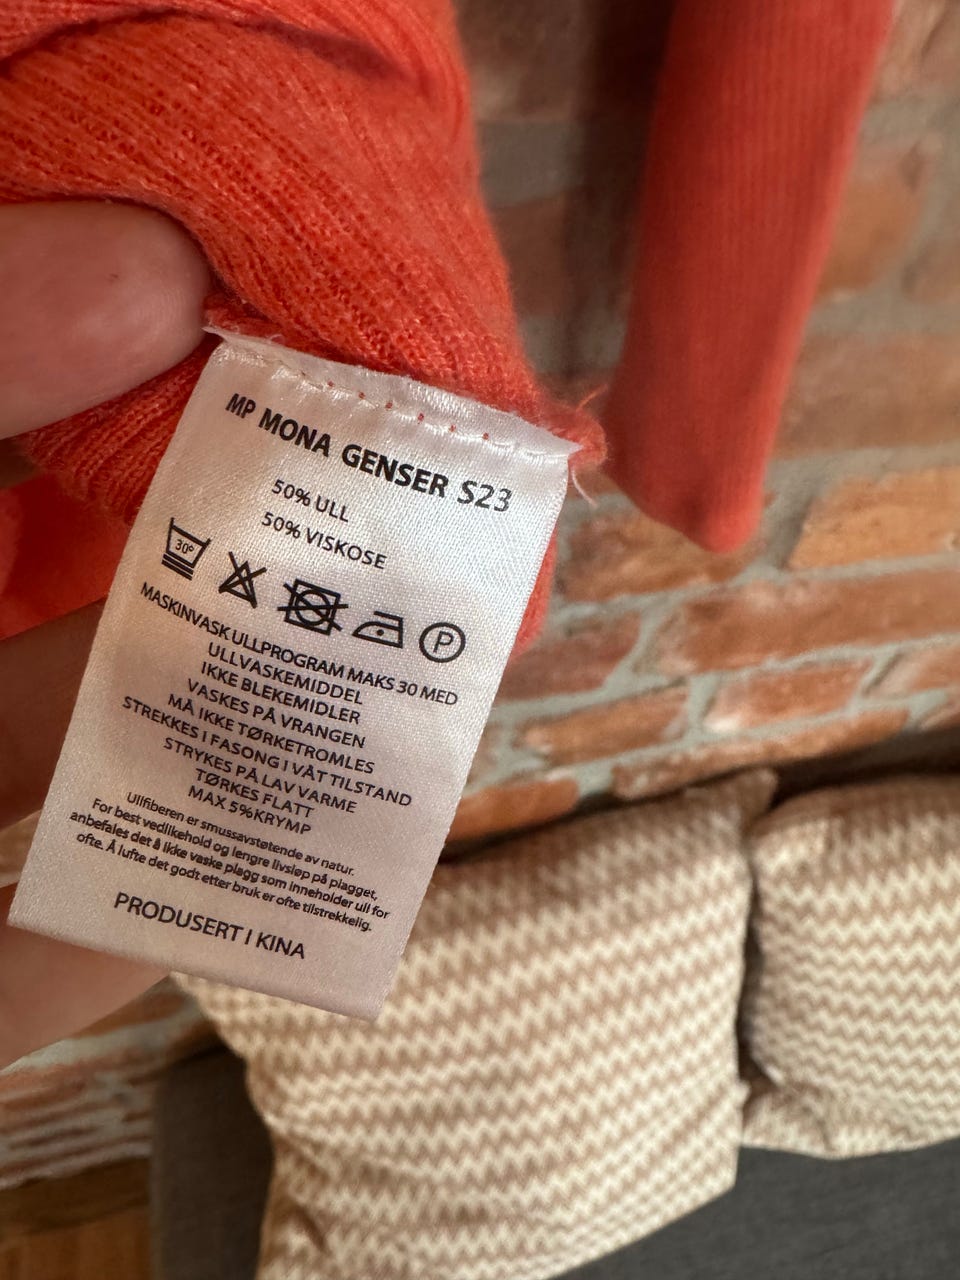 MP MONA GENSER S23
50% ULL
50% VISKOSE
30°
P
MASKINVASK ULLPROGRAM MAKS 30 MED
ULLVASKEMIDDEL
IKKE BLEKEMIDLER
VASKES PÅ VRANGEN
MÅ IKKE TØRKETROMLES
STREKKES I FASONG I VÅT TILSTAND
STRYKES PÅ LAV VARME
TØRKES FLATT
MAX 5%KRYMP
Ullfiberen er smussavstøtende av natur.
For best vedlikehold og lengre livsløp på plagget,
anbefales det å ikke vaske plagg som inneholder ull for
ofte. Å lufte det godt etter bruk er ofte tilstrekkelig.
PRODUSERT I KINA